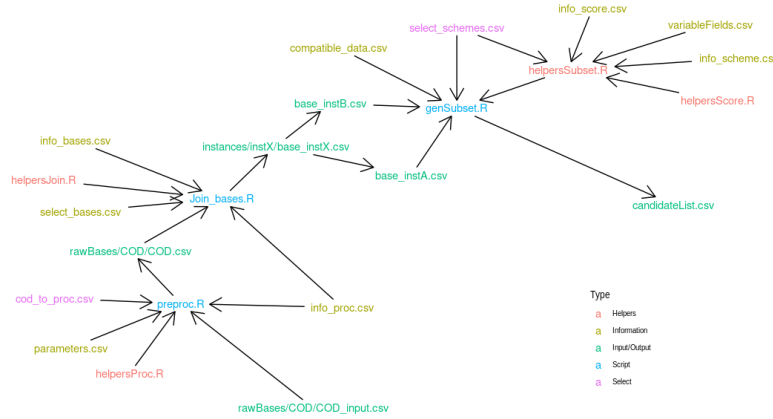 info_score.csv
variableFields.csv
select_schemes.csv
compatible_data.csv
info_scheme.cs
helpersSubset.R
helpersScore.R
base_instB.csv
genSubset.R
info_bases.csv
instances/instX/base_instX.csv
helpersJoin.R
base_instA.csv
Join_bases.R
select_bases.csv
candidateList.csv
rawBases/COD/COD.csv
cod_to_proc.csv
preproc.R
info_proc.csv
parameters.csv
helpersProc.R
rawBases/COD/COD_input.csv
Type
a Helpers
a Information
a Input/Output
a Script
a Select